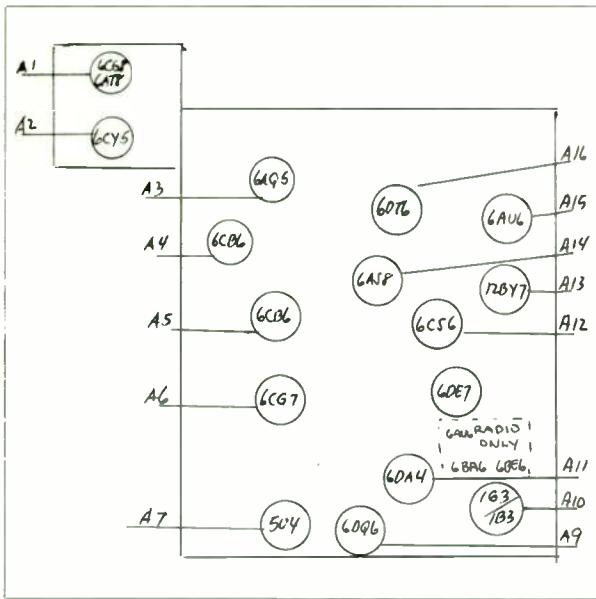 A1
6CG8
6AT8
A2
6CY5
A3
6AQ5
A4
6CB6
A5
6CB6
A6
6CG7
A7
5U4
6DQ6
A9
1G3
1B3
A10
6DA4
A11
6AU6 RADIO
ONLY
6BA6 6BE6
6DE7
6CS6
A12
12BY7
A13
6AS8
A14
6AU6
A15
6DT6
A16